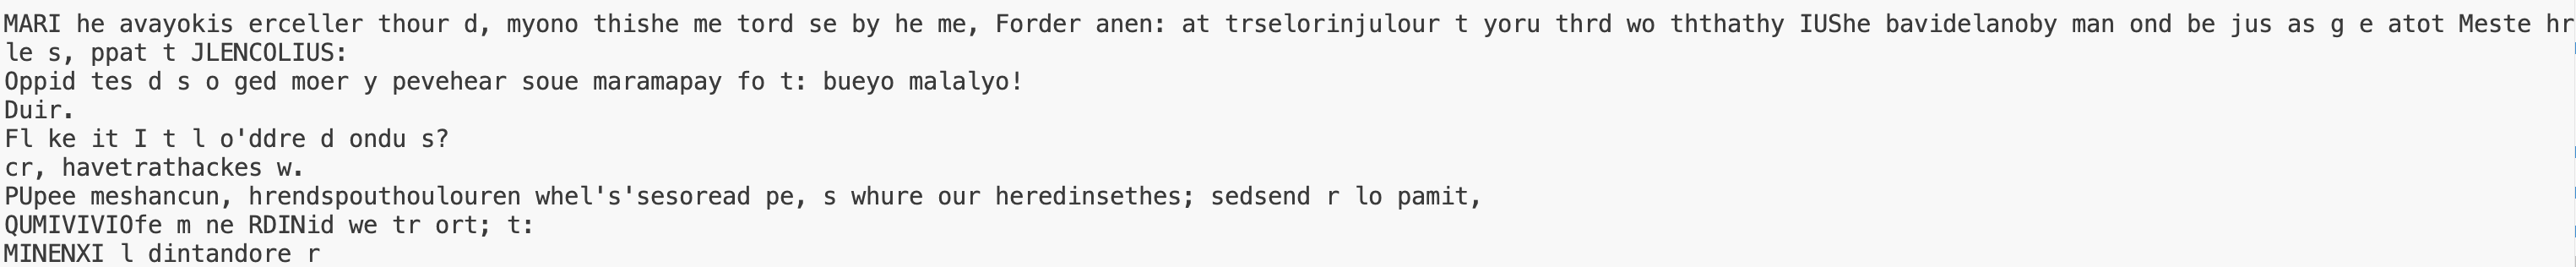 MARI he avayokis erceller thour d, myono thishe me tord se by he me, Forder anen: at trselorinjulour t yoru thrd wo ththathy IUShe bavidelanoby man ond be jus as g e atot Meste hr
le s, ppat t JLENCOLIUS:
Oppid tes d s o ged moer y pevehear soue maramapay fo t: bueyo malalyo!
Duir.
Fl ke it I t l o'ddre d ondu s?
cr, havetrathackes w.
PUpee meshancun, hrendspouthoulouren whel's'sesoread pe, s whure our heredinsethes; sedsend r lo pamit,
QUMIVIVIOfe m ne RDINid we tr ort; t:
MINENXI l dintandore r